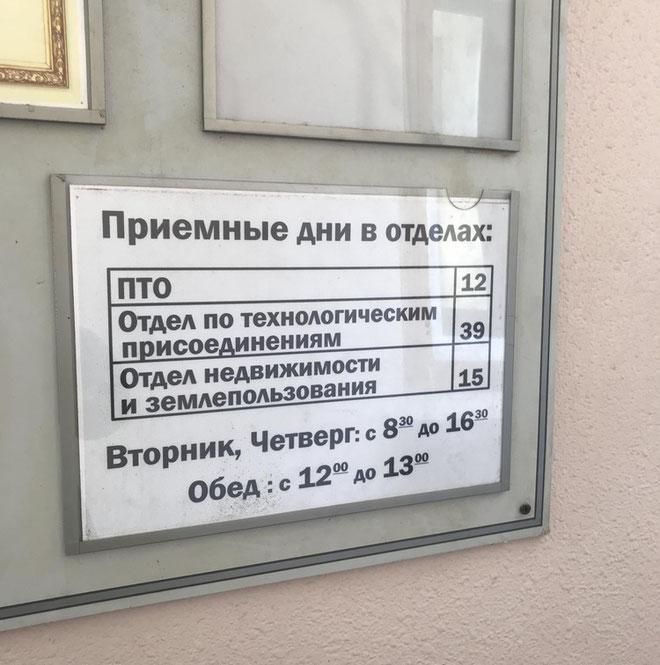 Приемные дни в отделах:
ПТО 12
Отдел по технологическим
присоединениям 39
Отдел недвижимости
и землепользования 15
Вторник, Четверг: с 8³⁰ до 16³⁰
Обед : с 12⁰⁰ до 13⁰⁰